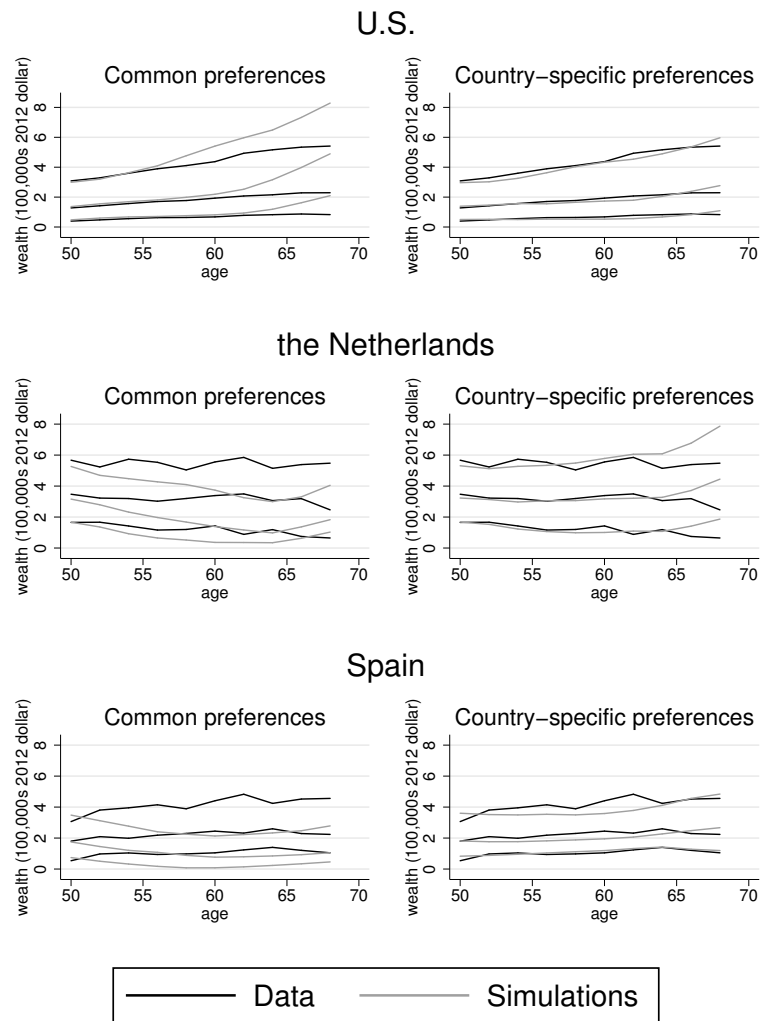 U.S.
Common preferences
wealth (100,000s 2012 dollar)
8
6
4
2
0
50 55 60 65 70
age
Country−specific preferences
wealth (100,000s 2012 dollar)
8
6
4
2
0
50 55 60 65 70
age
the Netherlands
Common preferences
wealth (100,000s 2012 dollar)
8
6
4
2
0
50 55 60 65 70
age
Country−specific preferences
wealth (100,000s 2012 dollar)
8
6
4
2
0
50 55 60 65 70
age
Spain
Common preferences
wealth (100,000s 2012 dollar)
8
6
4
2
0
50 55 60 65 70
age
Country−specific preferences
wealth (100,000s 2012 dollar)
8
6
4
2
0
50 55 60 65 70
age
Data Simulations